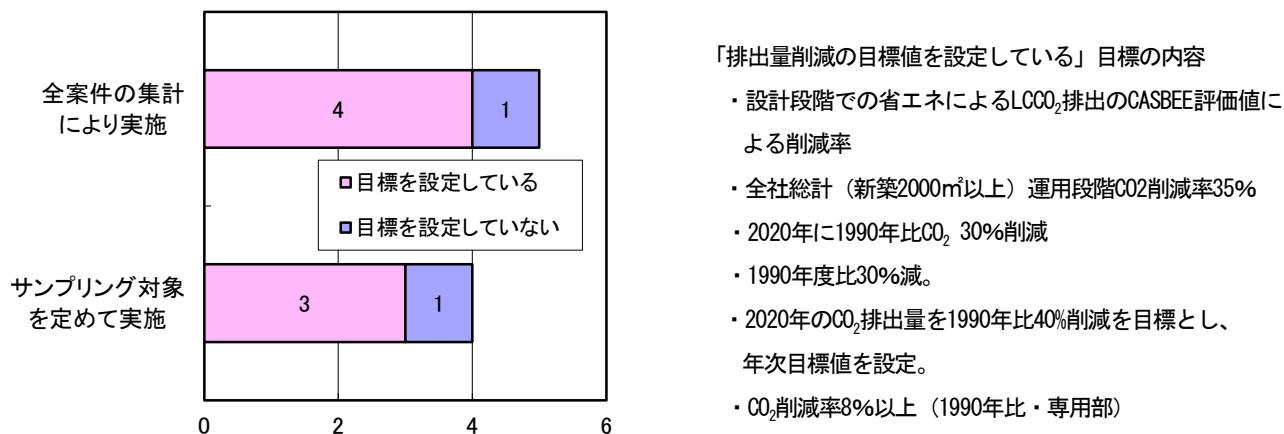 全案件の集計
により実施
4
1
目標を設定している
目標を設定していない
サンプリング対象
を定めて実施
3
1
0
2
4
6
「排出量削減の目標値を設定している」目標の内容
・設計段階での省エネによるLCCO₂排出のCASBEE評価値に
よる削減率
・全社総計（新築2000㎡以上）運用段階CO2削減率35%
・2020年に1990年比CO₂ 30%削減
・1990年度比30%減。
・2020年のCO₂排出量を1990年比40%削減を目標とし、
年次目標値を設定。
・CO₂削減率8%以上（1990年比・専用部）